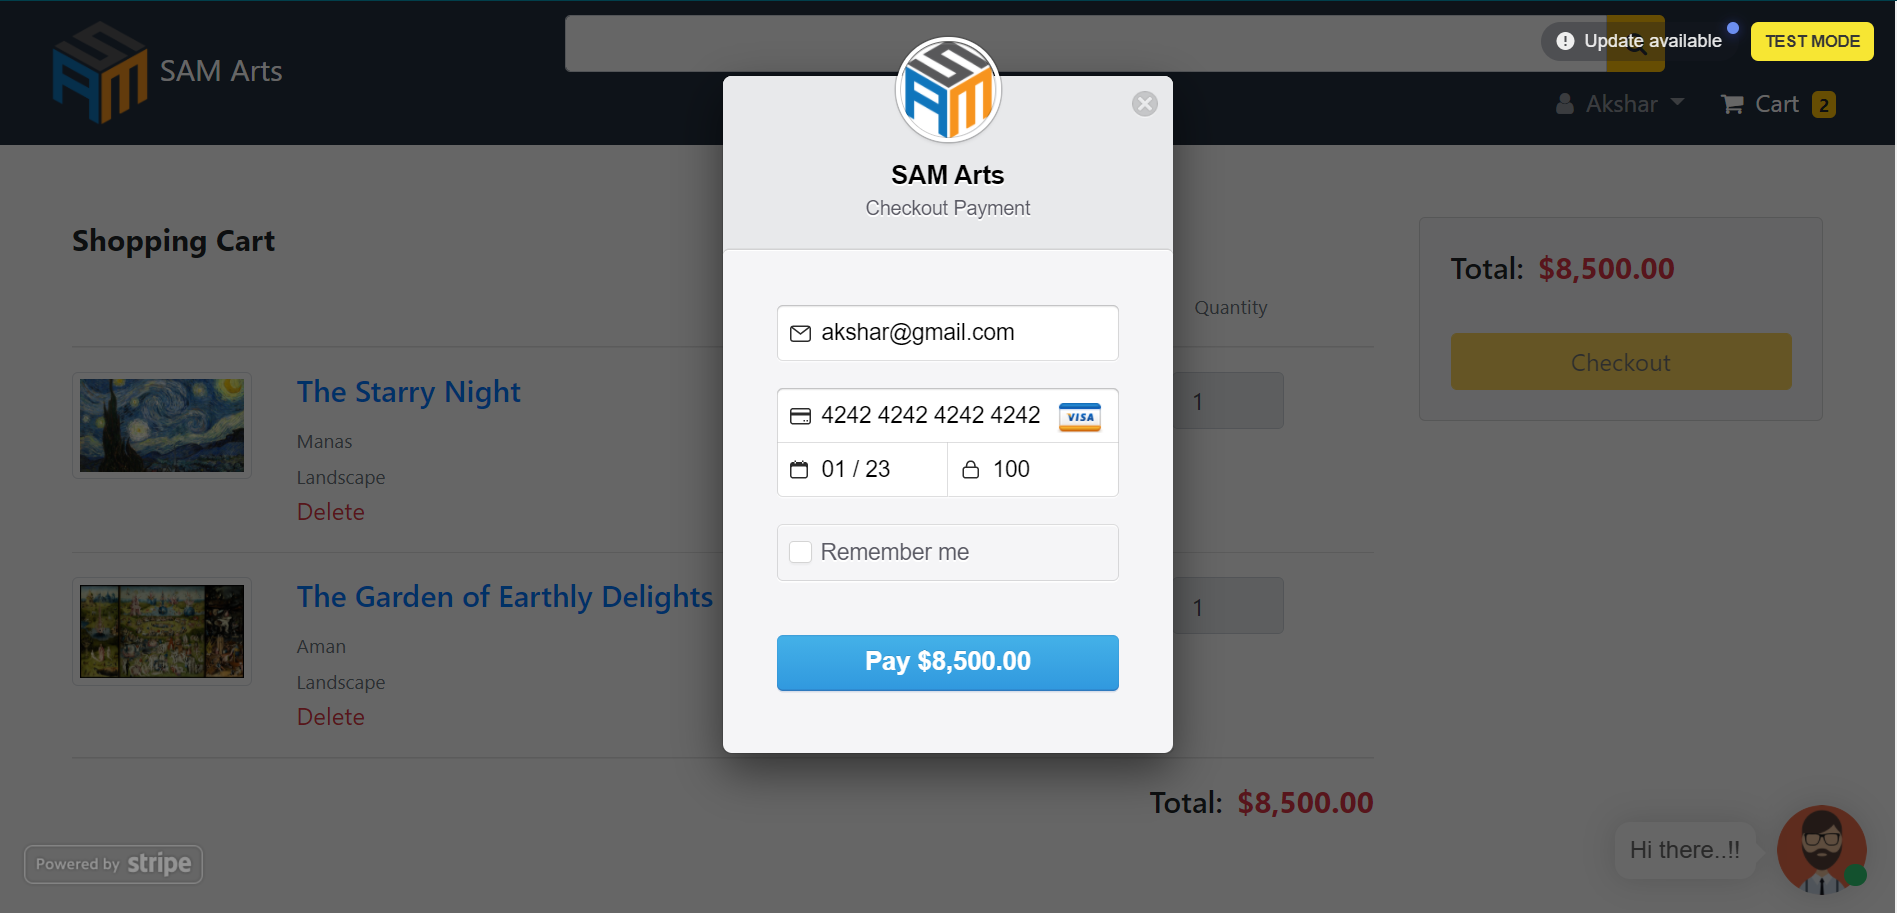 SAM
SAM Arts
Update available
TEST MODE
Akshar
Cart 2
SAM
SAM Arts
Checkout Payment
akshar@gmail.com
4242 4242 4242 4242 VISA
01 / 23
100
Remember me
Pay $8,500.00
Shopping Cart
Quantity
The Starry Night
Manas
Landscape
Delete
1
The Garden of Earthly Delights
Aman
Landscape
Delete
1
Total: $8,500.00
Total: $8,500.00
Checkout
Powered by stripe
Hi there..!!